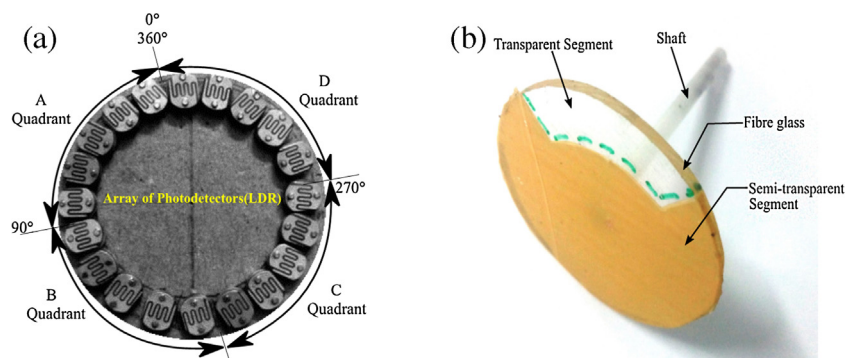 (a)
0°
360°
A
Quadrant
D
Quadrant
Array of Photodetectors(LDR)
270°
90°
B
Quadrant
C
Quadrant
(b)
Transparent Segment
Shaft
Fibre glass
Semi-transparent
Segment